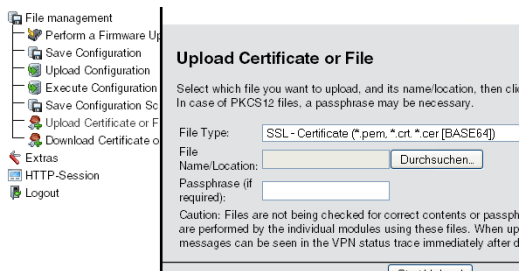 File management
Perform a Firmware Up
Save Configuration
Upload Configuration
Execute Configuration
Save Configuration Sc
Upload Certificate or F
Download Certificate o
Extras
HTTP-Session
Logout
Upload Certificate or File
Select which file you want to upload, and its name/location, then cli
In case of PKCS12 files, a passphrase may be necessary.
File Type: SSL - Certificate (*.pem, *.crt. *.cer [BASE64])
File
Name/Location: Durchsuchen...
Passphrase (if
required):
Caution: Files are not being checked for correct contents or passph
are performed by the individual modules using these files. When up
messages can be seen in the VPN status trace immediately after d